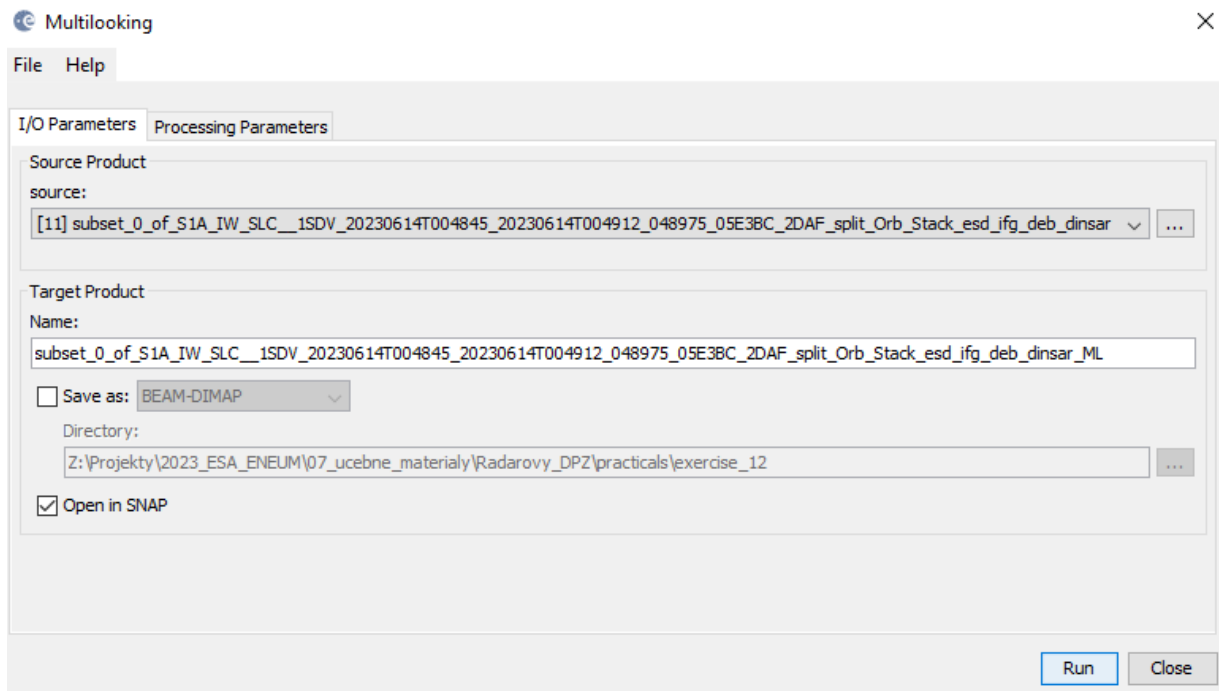 Multilooking
File Help
I/O Parameters Processing Parameters
Source Product
source:
[11] subset_0_of_S1A_IW_SLC__1SDV_20230614T004845_20230614T004912_048975_05E3BC_2DAF_split_Orb_Stack_esd_ifg_deb_dinsar ...
Target Product
Name:
subset_0_of_S1A_IW_SLC__1SDV_20230614T004845_20230614T004912_048975_05E3BC_2DAF_split_Orb_Stack_esd_ifg_deb_dinsar_ML
Save as: BEAM-DIMAP
Directory:
Z:\Projekty\2023_ESA_ENEUM\07_ucebne_materialy\Radarovy_DPZ\practicals\exercise_12 ...
Open in SNAP
Run Close